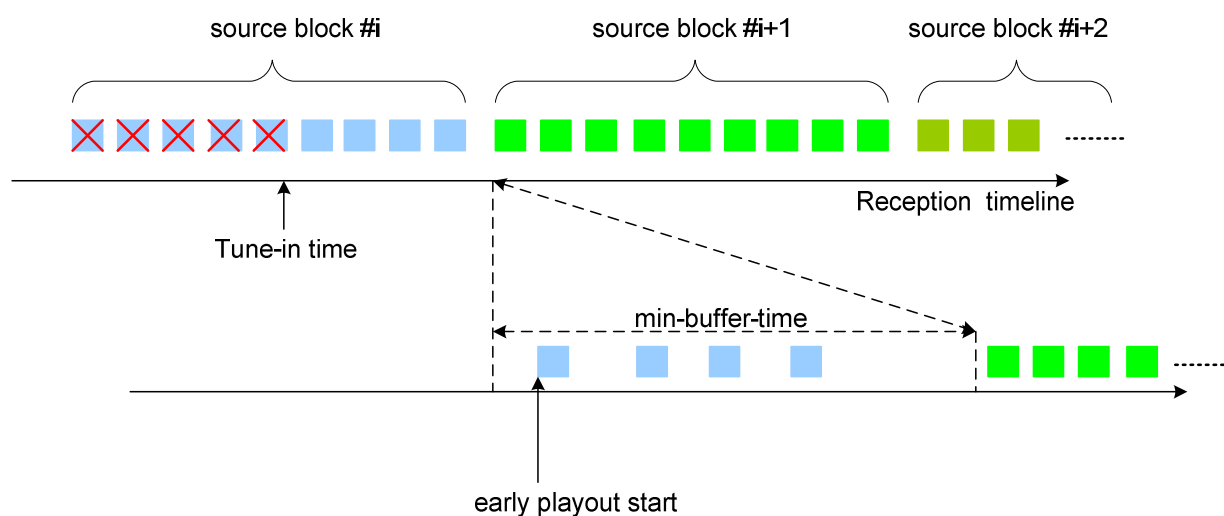 source block #i
source block #i+1
source block #i+2
Reception timeline
Tune-in time
min-buffer-time
early playout start